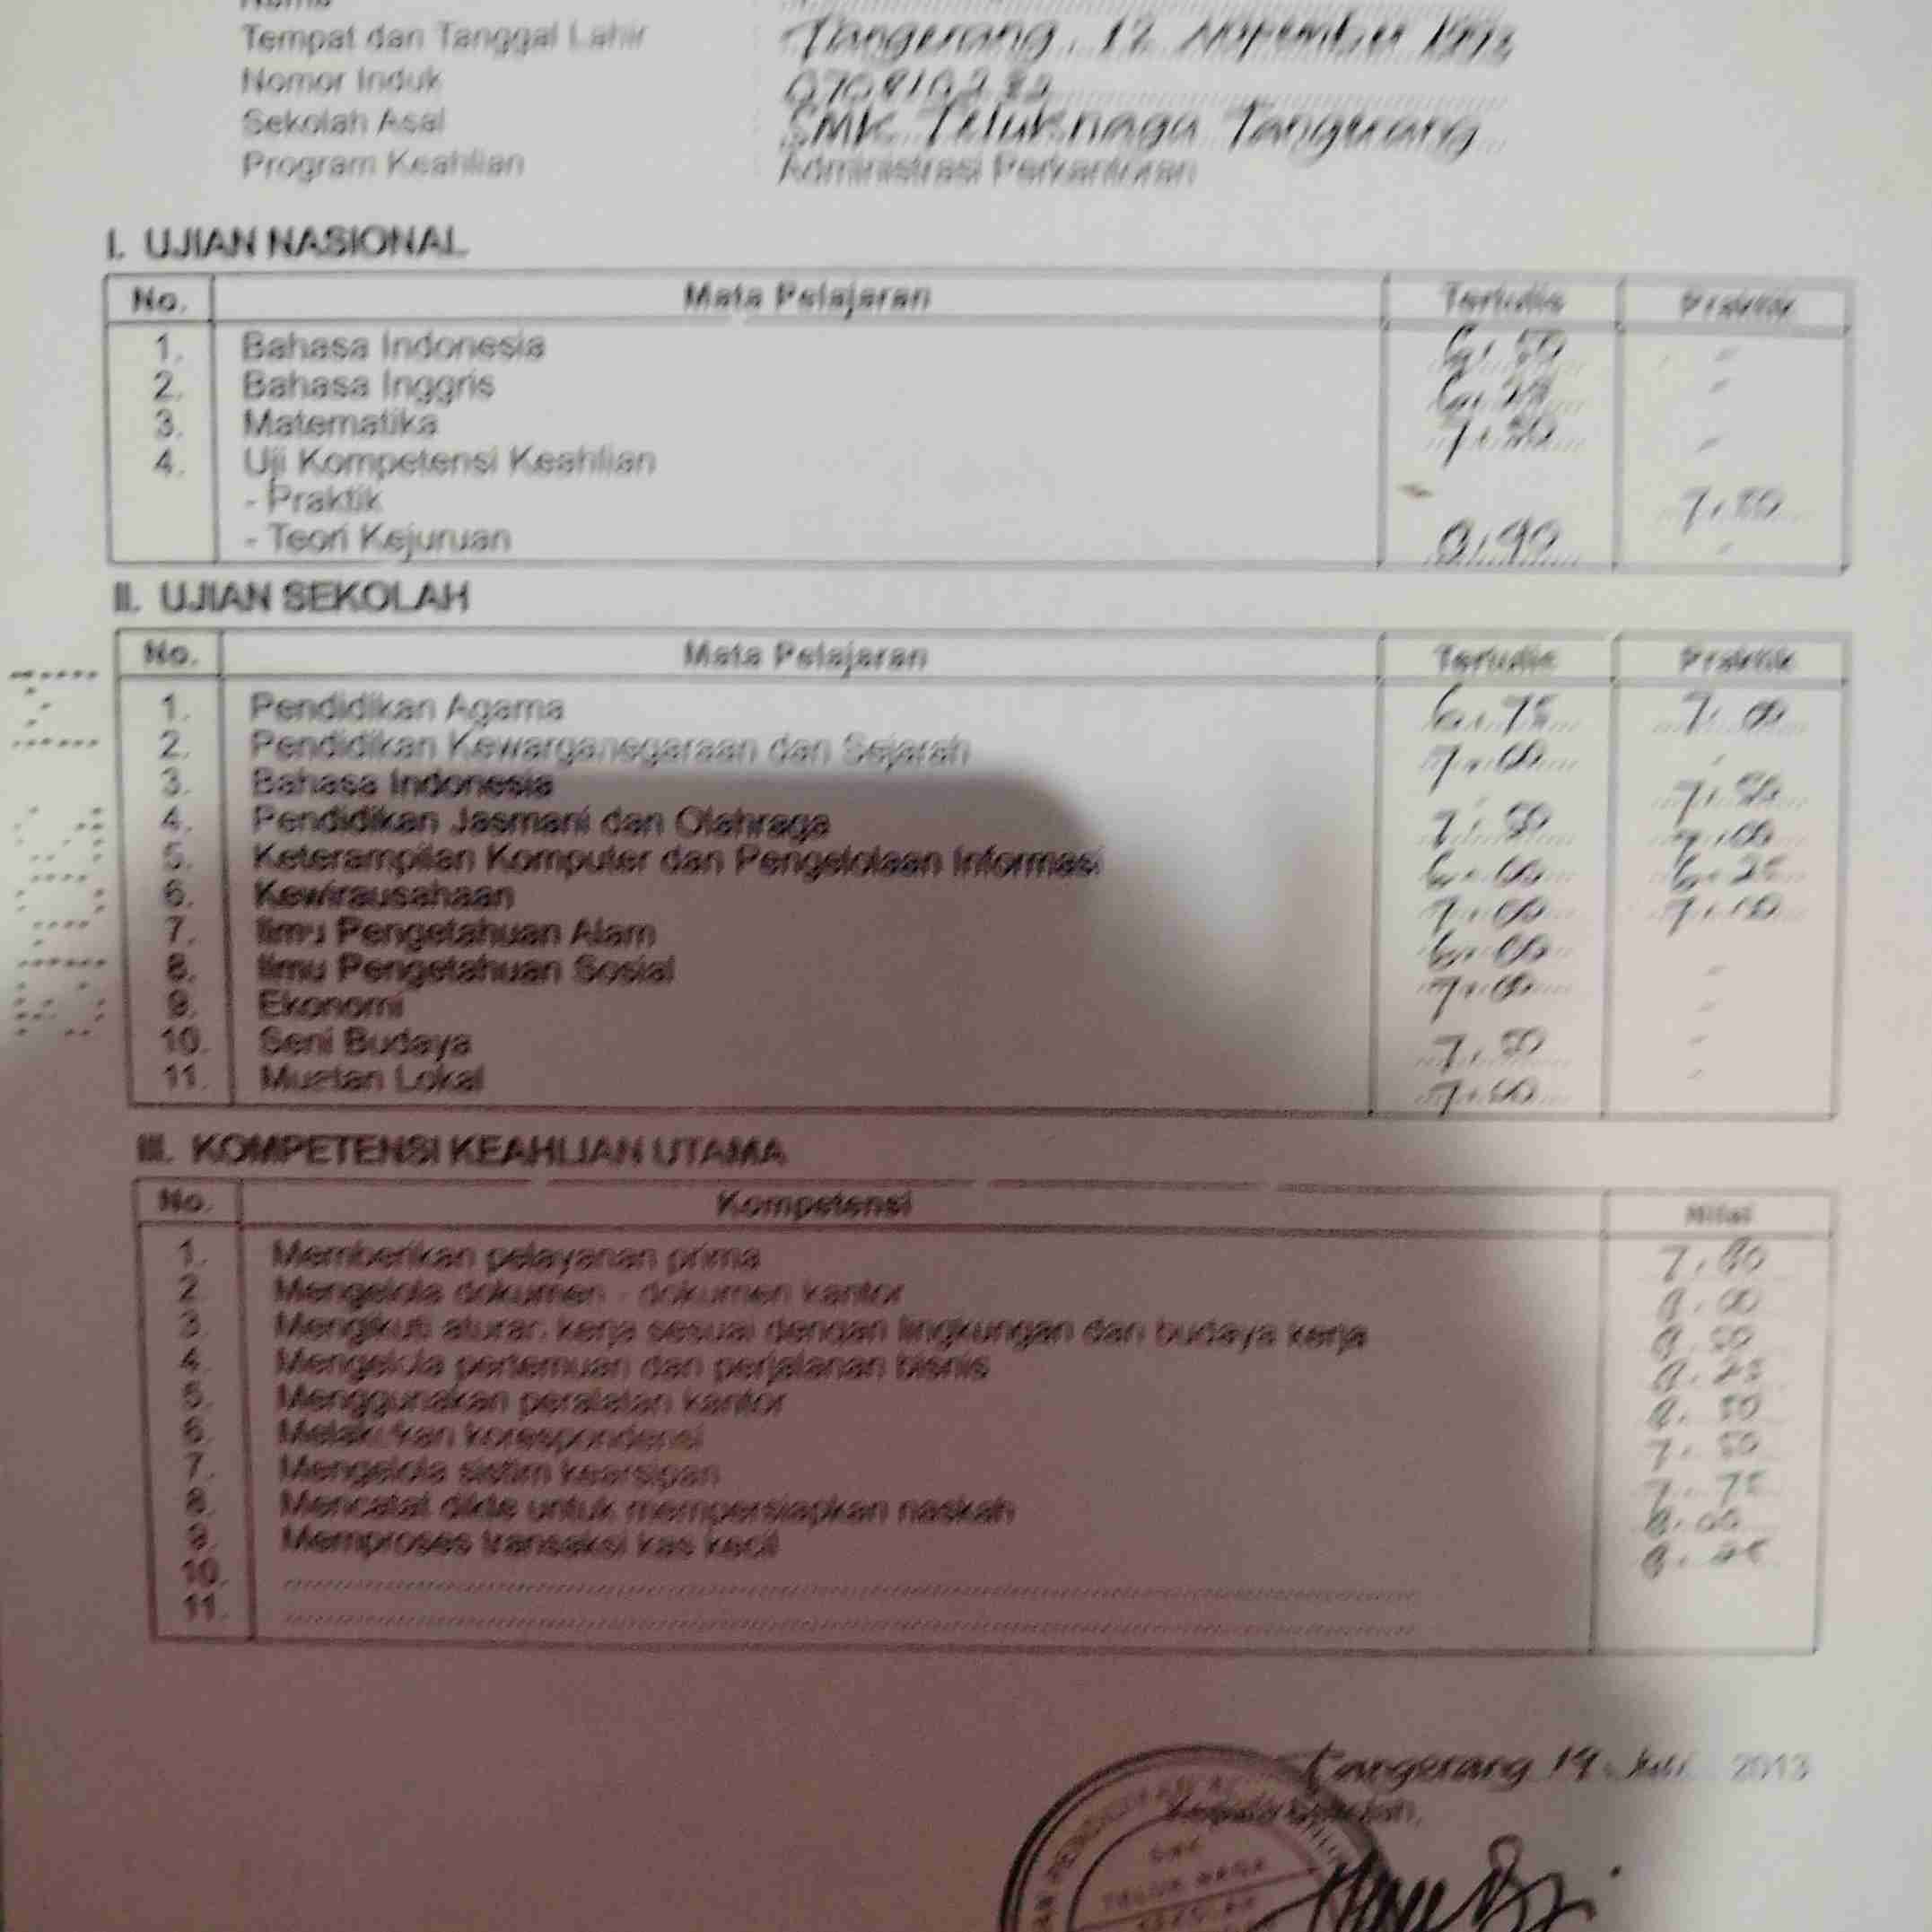 Nama
Tempat dan Tanggal Lahir Tangerang, 12 Nopember
Nomor Induk
Sekolah Asal SMK Teluknaga Tangerang
Program Keahlian Administrasi Perkantoran
I. UJIAN NASIONAL
No. Mata Pelajaran Tertulis Praktik
1. Bahasa Indonesia 6,50 -
2. Bahasa Inggris -
3. Matematika -
4. Uji Kompetensi Keahlian
- Praktik 7,50
- Teori Kejuruan -
II. UJIAN SEKOLAH
No. Mata Pelajaran Tertulis Praktik
1. Pendidikan Agama 6,75 7,00
2. Pendidikan Kewarganegaraan dan Sejarah 7,00 -
3. Bahasa Indonesia - 7,50
4. Pendidikan Jasmani dan Olahraga 7,50 7,00
5. Keterampilan Komputer dan Pengelolaan Informasi 6,00 6,25
6. Kewirausahaan 7,00 7,00
7. Ilmu Pengetahuan Alam 6,00
8. Ilmu Pengetahuan Sosial 7,00 -
9. Ekonomi -
10. Seni Budaya 7,50 -
11. Muatan Lokal 7,00 -
III. KOMPETENSI KEAHLIAN UTAMA
No. Kompetensi Nilai
1. Memberikan pelayanan prima
2. Mengelola dokumen - dokumen kantor 8,00
3. Mengikuti aturan kerja sesuai dengan lingkungan dan budaya kerja
4. Mengelola pertemuan dan perjalanan bisnis
5. Menggunakan peralatan kantor 8,50
6. Melakukan korespondensi 7,50
7. Mengelola sistim kearsipan 7,75
8. Mencatat dikte untuk mempersiapkan naskah 8,00
9. Memproses transaksi kas kecil
10.
11.
Tangerang 19 Juli 2013
Kepala Sekolah,
SMK
TELUK NAGA